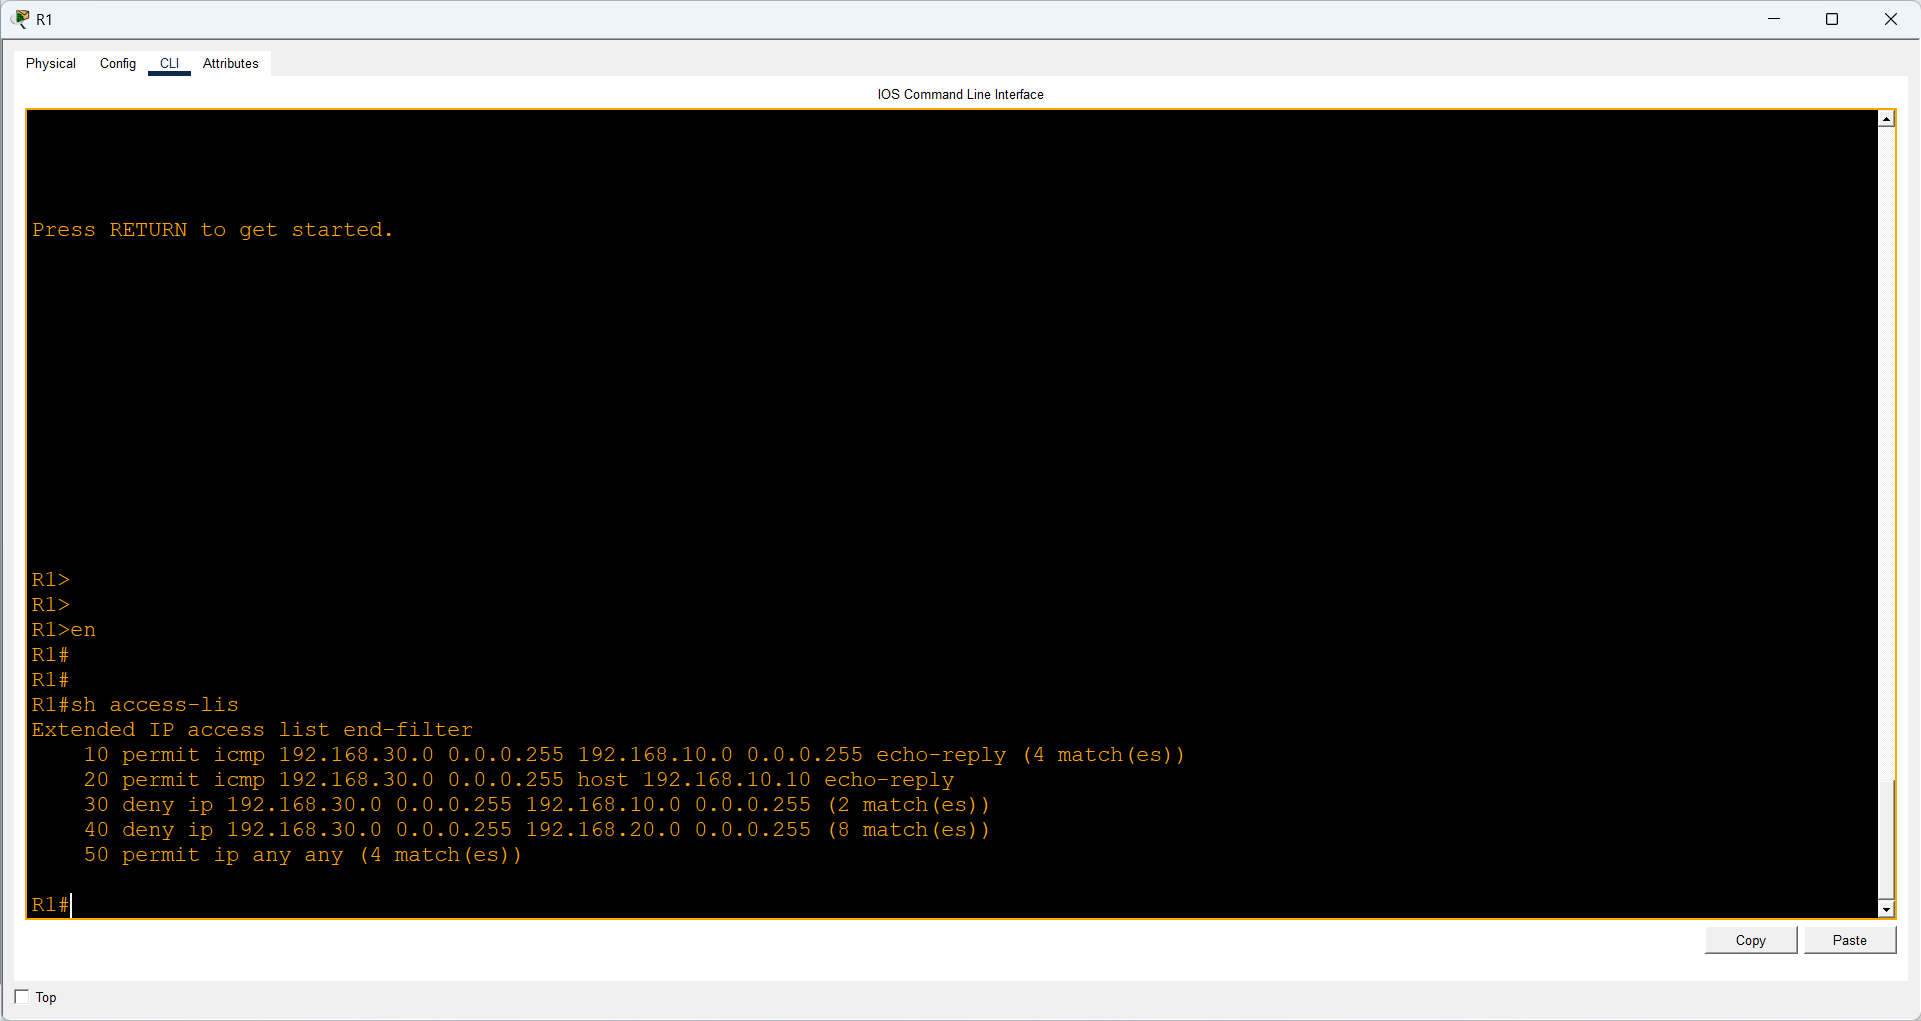 R1
Physical Config CLI Attributes
IOS Command Line Interface
Press RETURN to get started.
R1>
R1>
R1>en
R1#
R1#
R1#sh access-lis
Extended IP access list end-filter
    10 permit icmp 192.168.30.0 0.0.0.255 192.168.10.0 0.0.0.255 echo-reply (4 match(es))
    20 permit icmp 192.168.30.0 0.0.0.255 host 192.168.10.10 echo-reply
    30 deny ip 192.168.30.0 0.0.0.255 192.168.10.0 0.0.0.255 (2 match(es))
    40 deny ip 192.168.30.0 0.0.0.255 192.168.20.0 0.0.0.255 (8 match(es))
    50 permit ip any any (4 match(es))
R1#
Copy Paste
Top